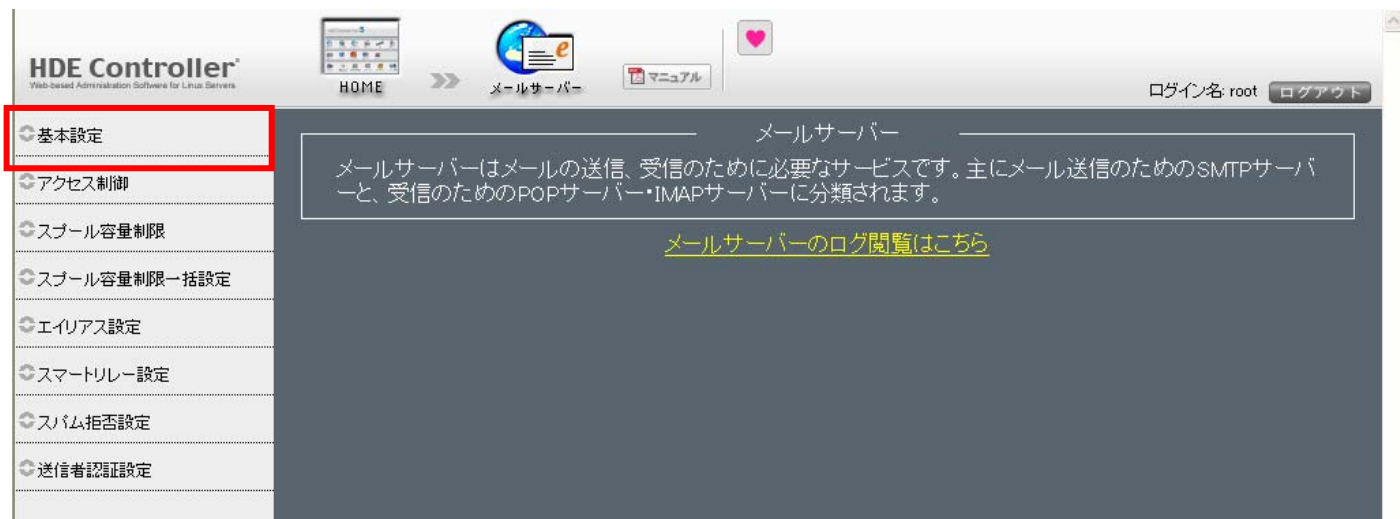 HDE Controller
Web-based Administration Software for Linux Servers
HOME
メールサーバー
マニュアル
ログイン名: root ログアウト
基本設定
アクセス制御
スプール容量制限
スプール容量制限一括設定
エイリアス設定
スマートリレー設定
スパム拒否設定
送信者認証設定
メールサーバー
メールサーバーはメールの送信、受信のために必要なサービスです。主にメール送信のためのSMTPサーバ
ーと、受信のためのPOPサーバー・IMAPサーバーに分類されます。
メールサーバーのログ閲覧はこちら